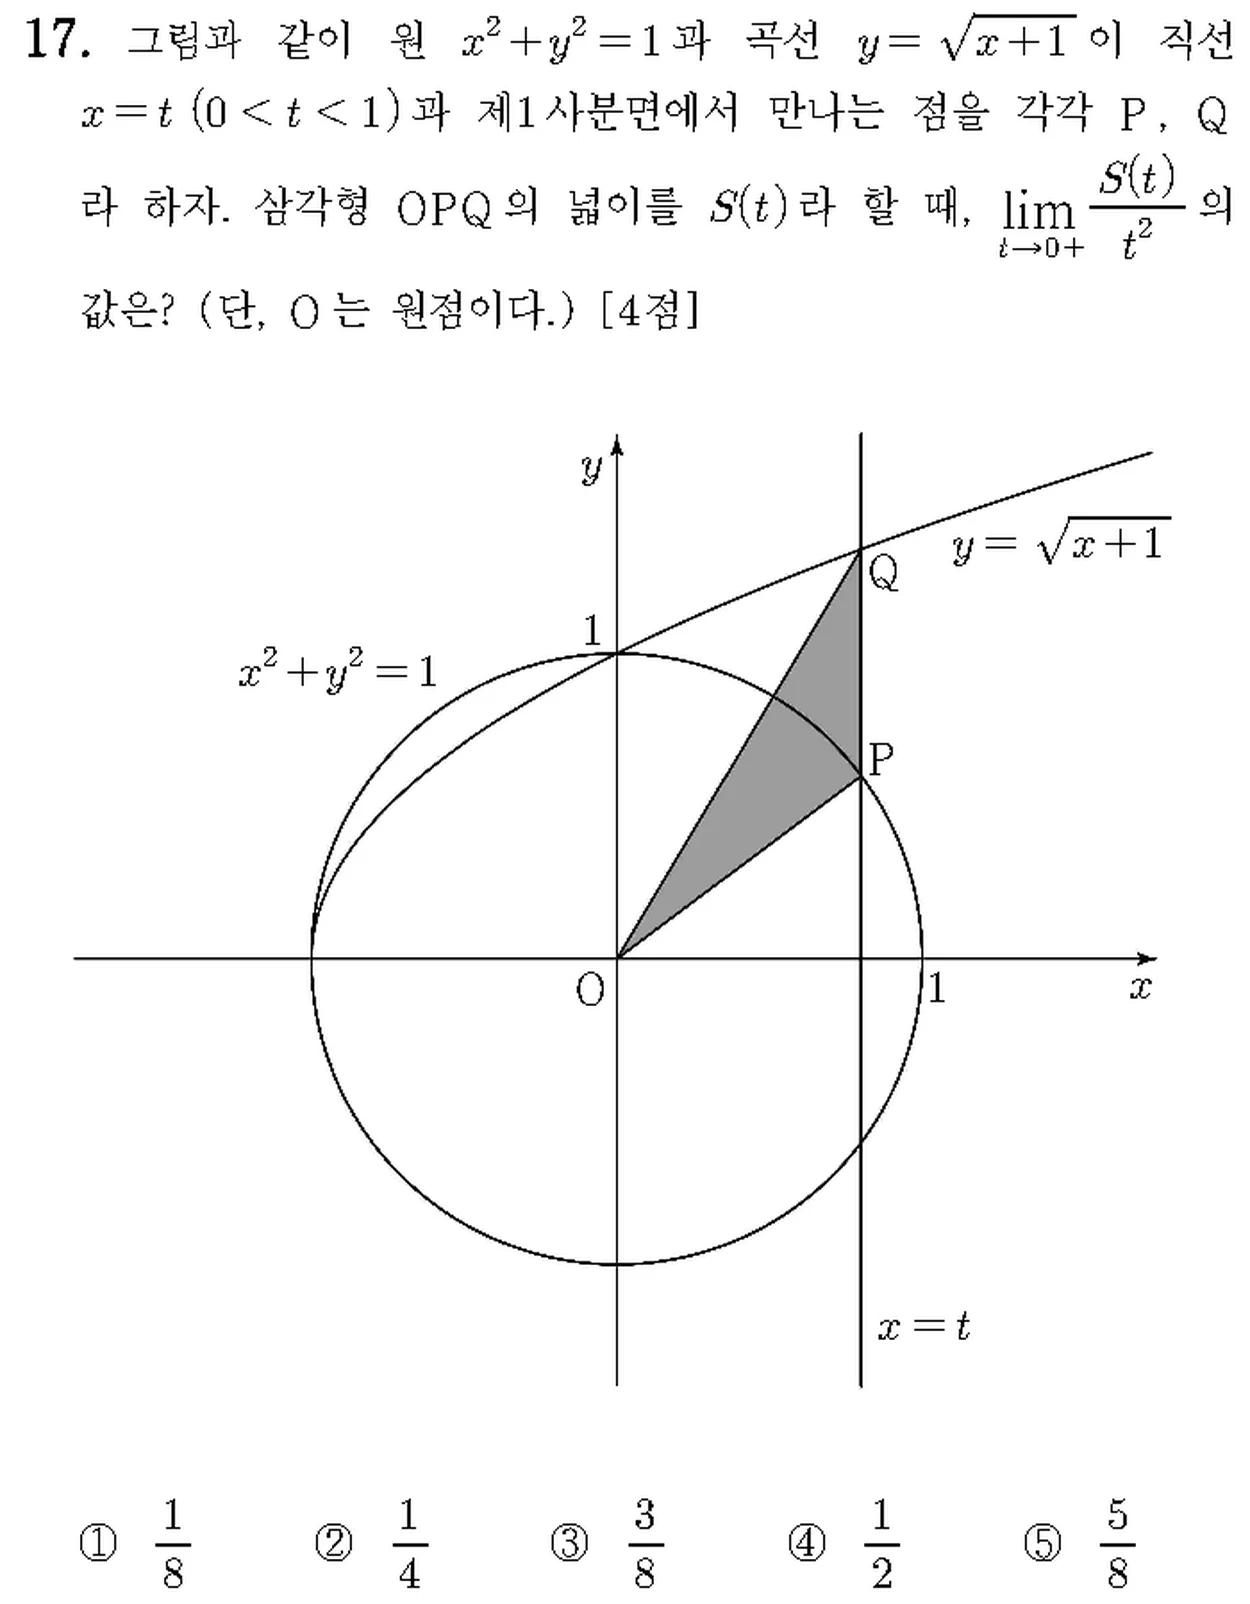 17. 그림과 같이 원 x²+y²=1과 곡선 y=√(x+1) 이 직선
x=t (0<t<1)과 제1사분면에서 만나는 점을 각각 P, Q
라 하자. 삼각형 OPQ의 넓이를 S(t)라 할 때, lim_{t→0+} S(t)/t² 의
값은? (단, O는 원점이다.) [4점]
y
y=√(x+1)
Q
1
x²+y²=1
P
O
1
x
x=t
① 1/8 ② 1/4 ③ 3/8 ④ 1/2 ⑤ 5/8